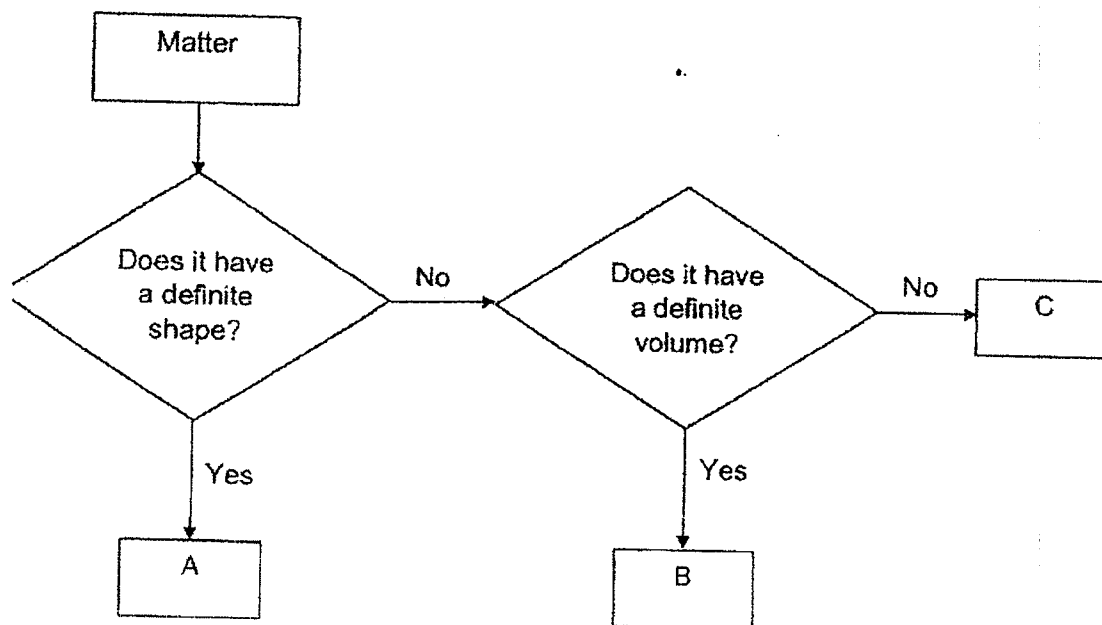 Matter
Does it have
a definite
shape?
No
Does it have
a definite
volume?
No
C
Yes
Yes
A
B